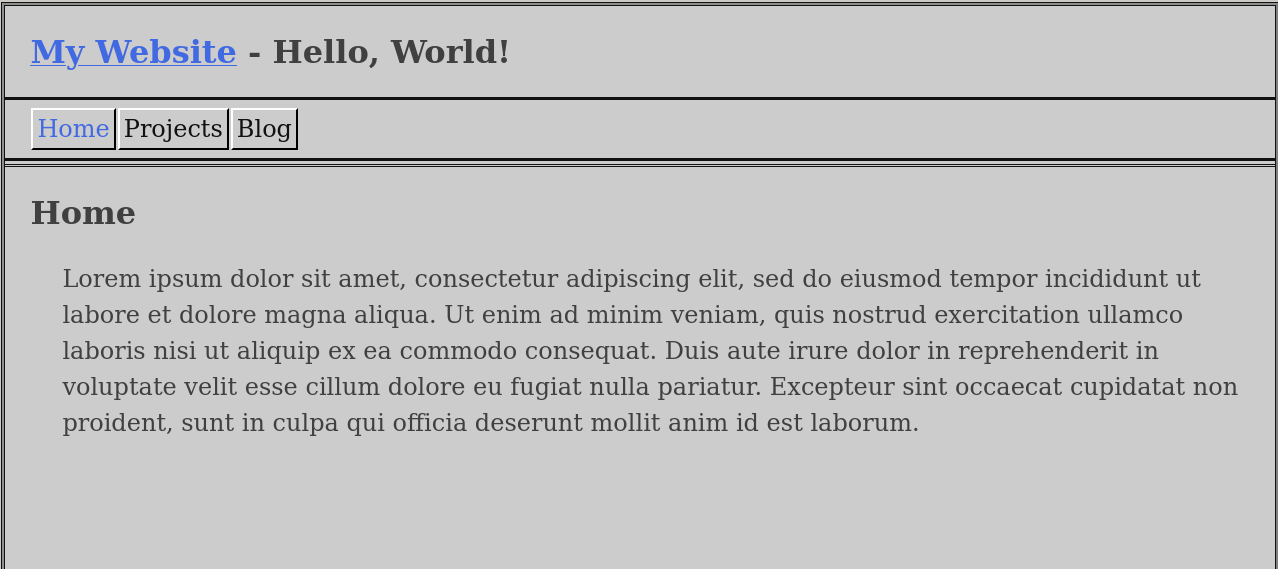 My Website - Hello, World!
Home Projects Blog
Home
Lorem ipsum dolor sit amet, consectetur adipiscing elit, sed do eiusmod tempor incididunt ut
labore et dolore magna aliqua. Ut enim ad minim veniam, quis nostrud exercitation ullamco
laboris nisi ut aliquip ex ea commodo consequat. Duis aute irure dolor in reprehenderit in
voluptate velit esse cillum dolore eu fugiat nulla pariatur. Excepteur sint occaecat cupidatat non
proident, sunt in culpa qui officia deserunt mollit anim id est laborum.